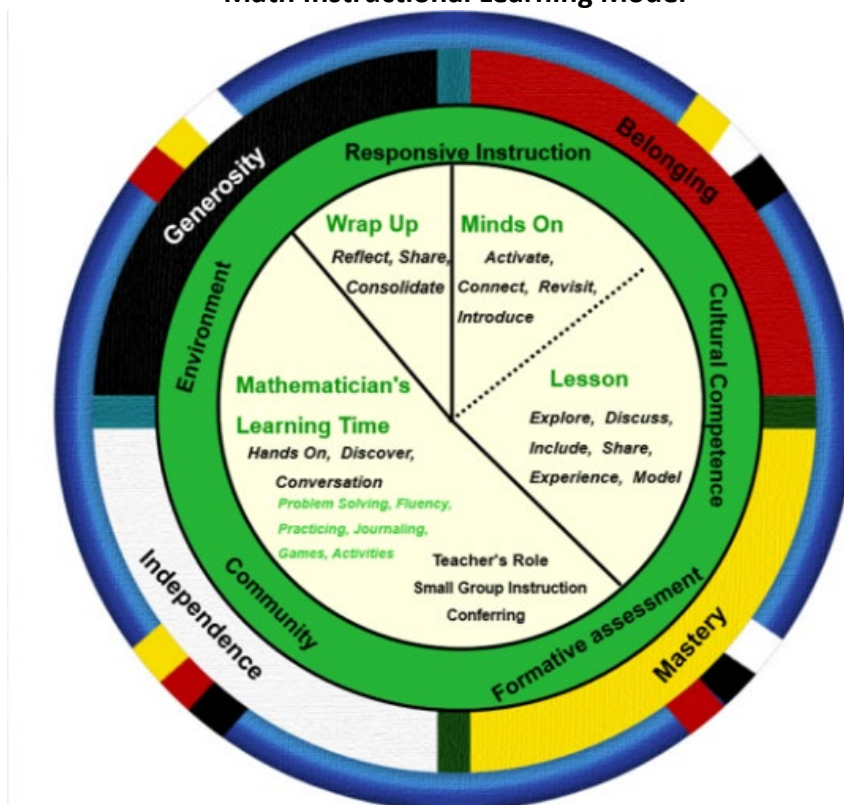 Math Instructional Learning Model
Generosity
Belonging
Responsive Instruction
Environment
Cultural Competence
Wrap Up
Reflect, Share,
Consolidate
Minds On
Activate,
Connect, Revisit,
Introduce
Lesson
Explore, Discuss,
Include, Share,
Experience, Model
Mathematician's
Learning Time
Hands On, Discover,
Conversation
Problem Solving, Fluency,
Practicing, Journaling,
Games, Activities
Teacher's Role
Small Group Instruction
Conferring
Community
Formative assessment
Independence
Mastery